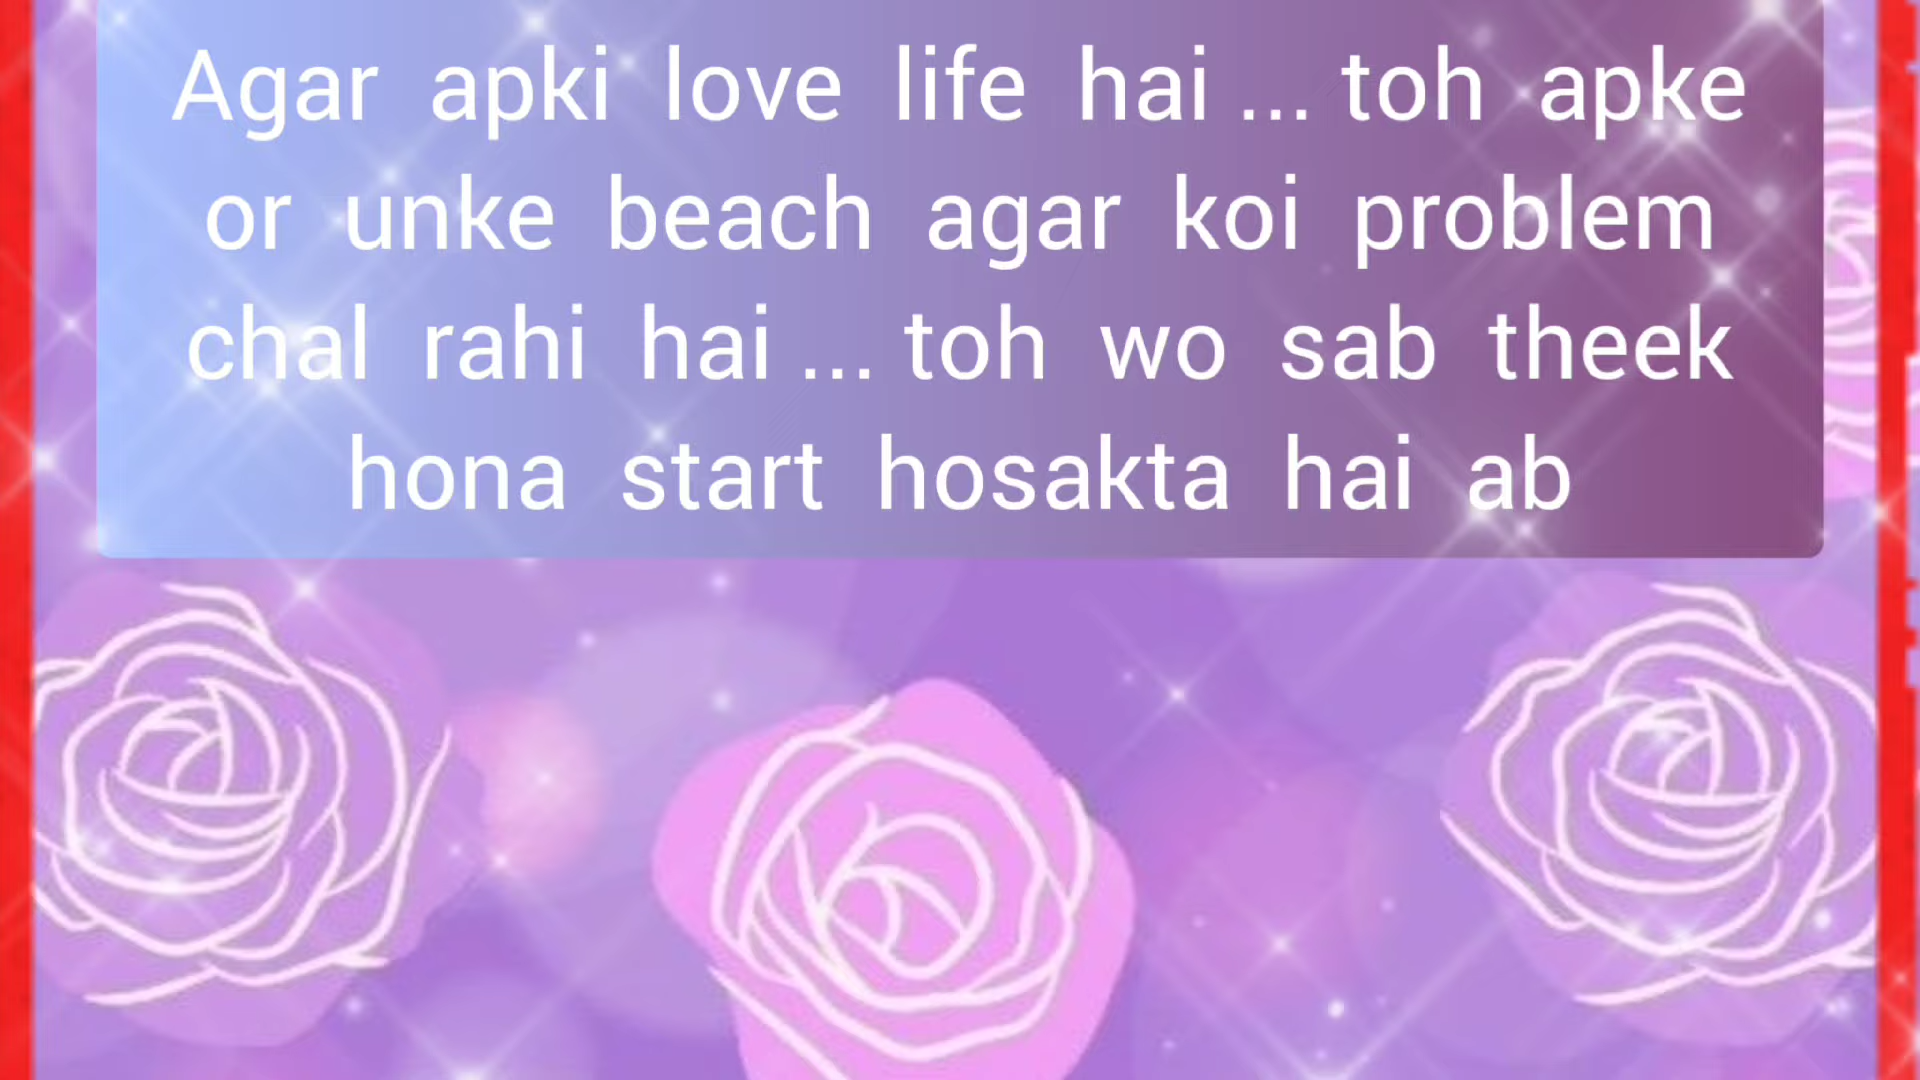 Agar apki love life hai ... toh apke
or unke beach agar koi problem
chal rahi hai ... toh wo sab theek
hona start hosakta hai ab